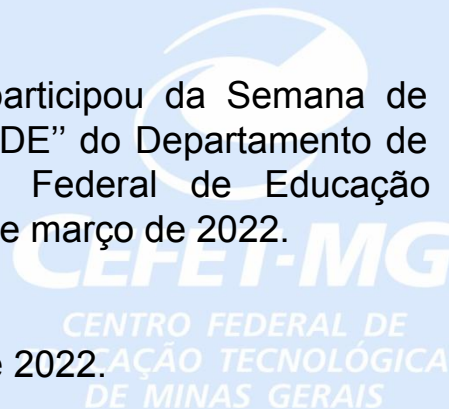 participou da Semana de
DE’’ do Departamento de
Federal de Educação
e março de 2022.
CEFET-MG
CENTRO FEDERAL DE
EDUCAÇÃO TECNOLÓGICA
e 2022.
DE MINAS GERAIS